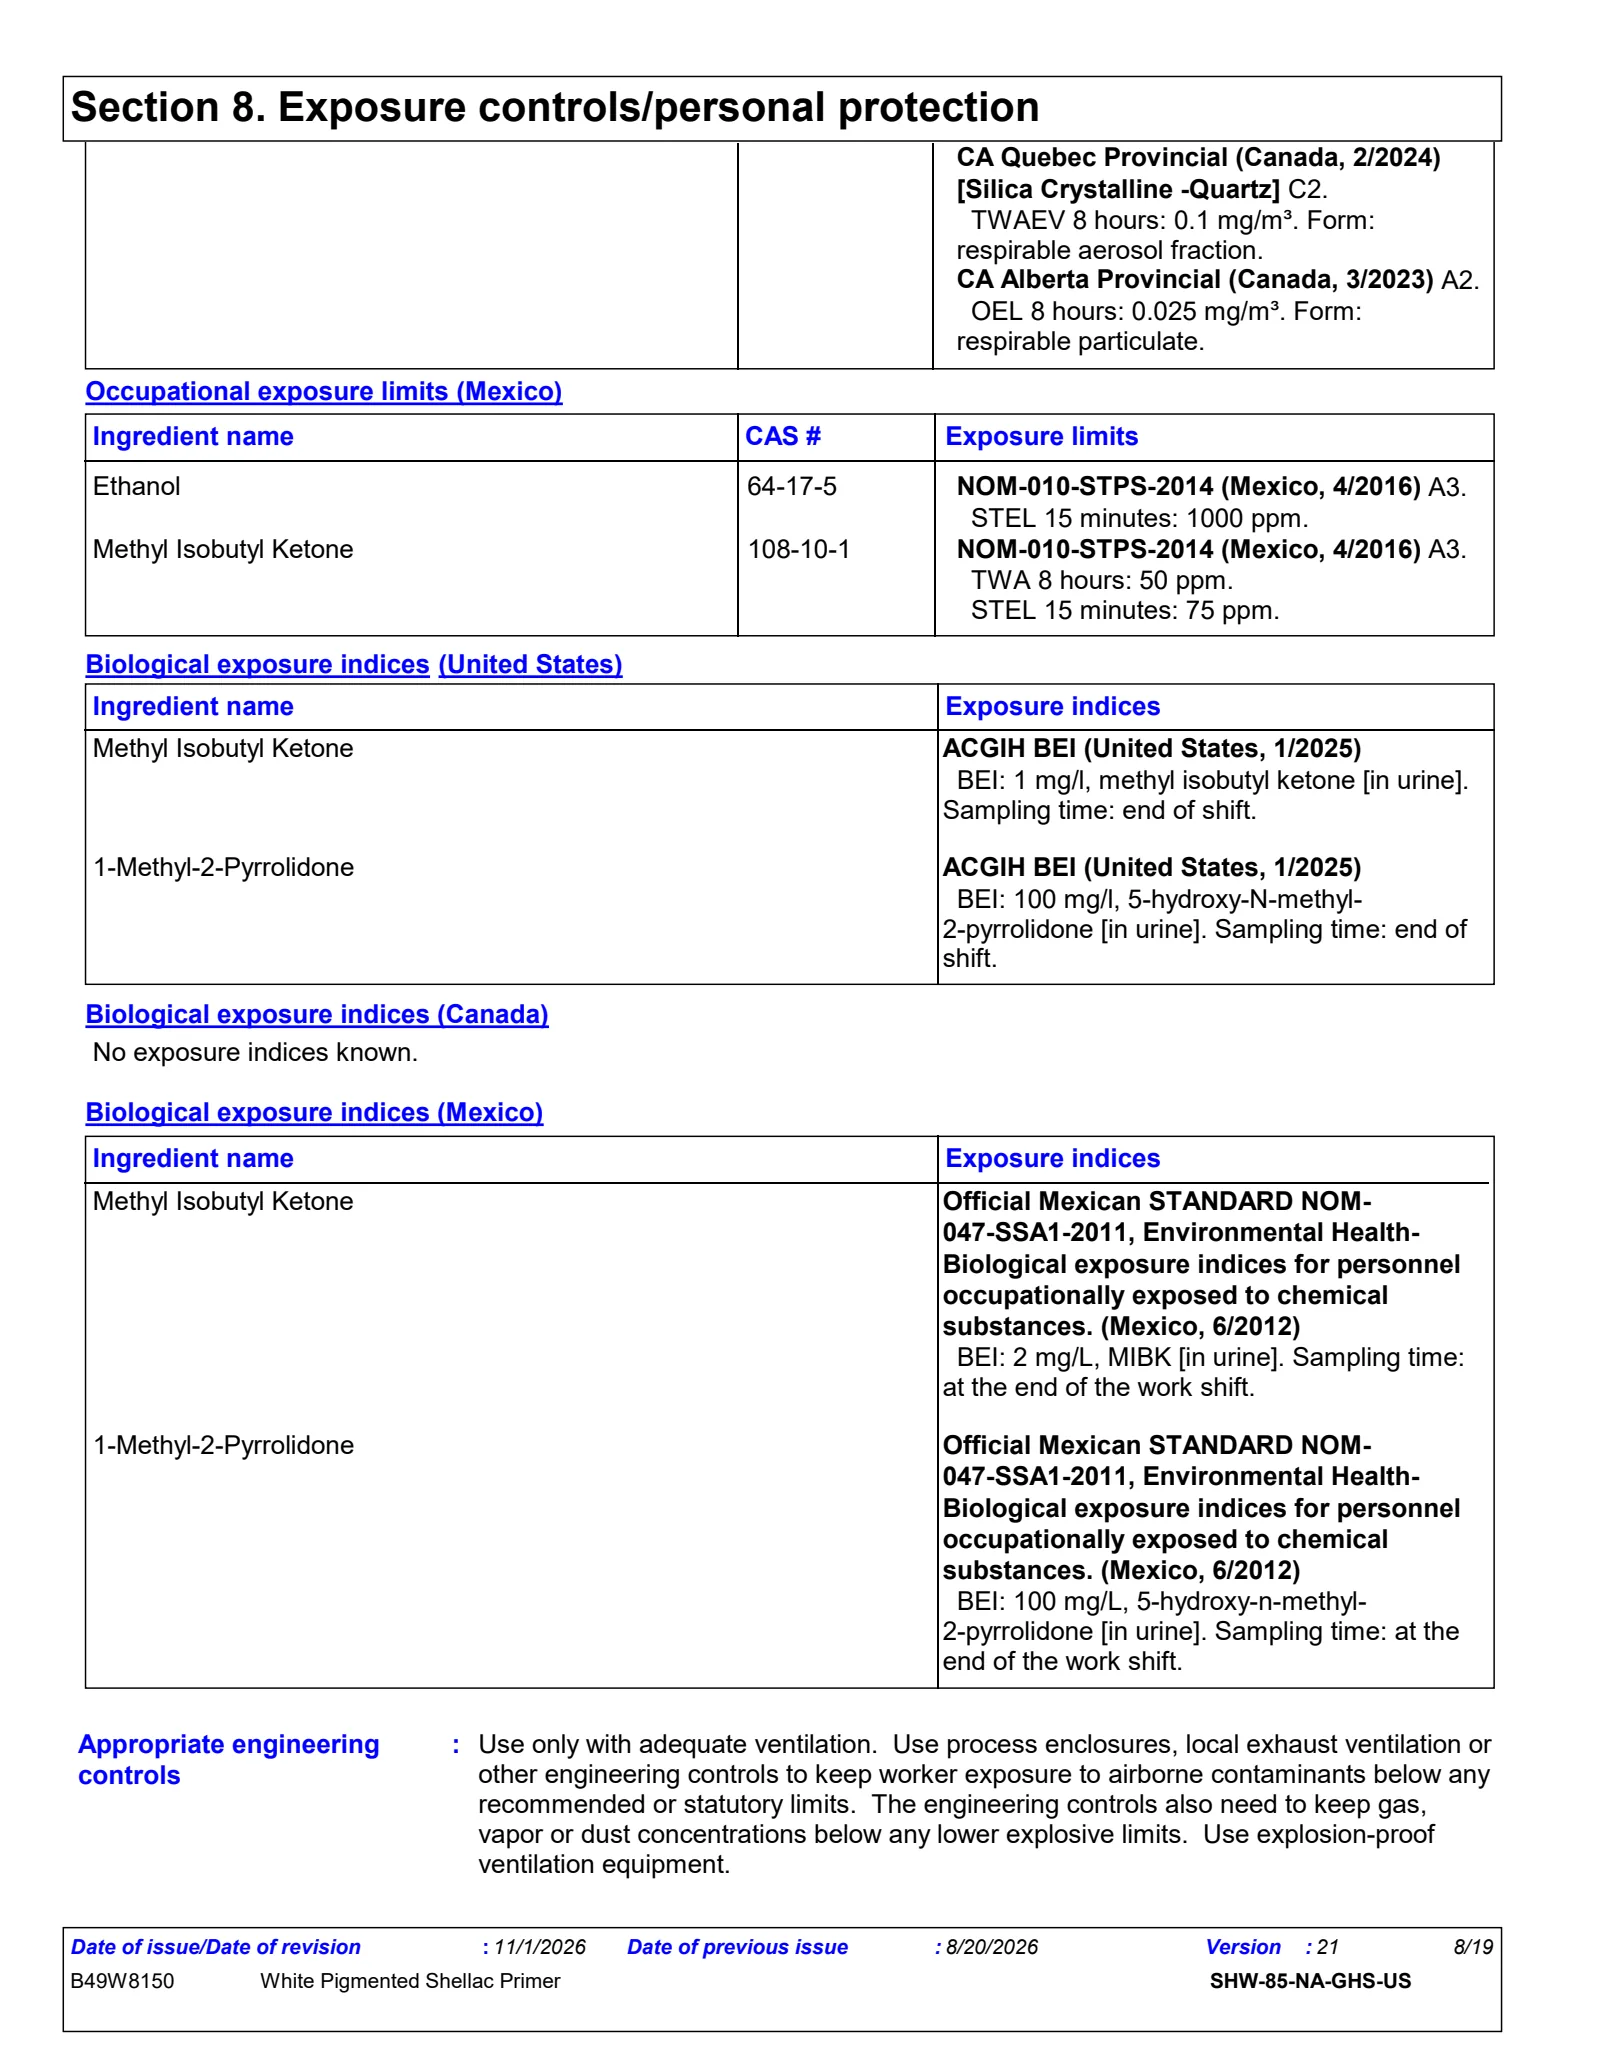 Section 8. Exposure controls/personal protection
CA Quebec Provincial (Canada, 2/2024)
[Silica Crystalline -Quartz] C2.
TWAEV 8 hours: 0.1 mg/m³. Form:
respirable aerosol fraction.
CA Alberta Provincial (Canada, 3/2023) A2.
OEL 8 hours: 0.025 mg/m³. Form:
respirable particulate.
Occupational exposure limits (Mexico)
Ingredient name CAS # Exposure limits
Ethanol 64-17-5 NOM-010-STPS-2014 (Mexico, 4/2016) A3.
STEL 15 minutes: 1000 ppm.
Methyl Isobutyl Ketone 108-10-1 NOM-010-STPS-2014 (Mexico, 4/2016) A3.
TWA 8 hours: 50 ppm.
STEL 15 minutes: 75 ppm.
Biological exposure indices (United States)
Ingredient name Exposure indices
Methyl Isobutyl Ketone ACGIH BEI (United States, 1/2025)
BEI: 1 mg/l, methyl isobutyl ketone [in urine].
Sampling time: end of shift.
1-Methyl-2-Pyrrolidone ACGIH BEI (United States, 1/2025)
BEI: 100 mg/l, 5-hydroxy-N-methyl-
2-pyrrolidone [in urine]. Sampling time: end of
shift.
Biological exposure indices (Canada)
No exposure indices known.
Biological exposure indices (Mexico)
Ingredient name Exposure indices
Methyl Isobutyl Ketone Official Mexican STANDARD NOM-
047-SSA1-2011, Environmental Health-
Biological exposure indices for personnel
occupationally exposed to chemical
substances. (Mexico, 6/2012)
BEI: 2 mg/L, MIBK [in urine]. Sampling time:
at the end of the work shift.
1-Methyl-2-Pyrrolidone Official Mexican STANDARD NOM-
047-SSA1-2011, Environmental Health-
Biological exposure indices for personnel
occupationally exposed to chemical
substances. (Mexico, 6/2012)
BEI: 100 mg/L, 5-hydroxy-n-methyl-
2-pyrrolidone [in urine]. Sampling time: at the
end of the work shift.
Appropriate engineering : Use only with adequate ventilation. Use process enclosures, local exhaust ventilation or
controls other engineering controls to keep worker exposure to airborne contaminants below any
recommended or statutory limits. The engineering controls also need to keep gas,
vapor or dust concentrations below any lower explosive limits. Use explosion-proof
ventilation equipment.
Date of issue/Date of revision : 11/1/2026 Date of previous issue : 8/20/2026 Version : 21 8/19
B49W8150 White Pigmented Shellac Primer SHW-85-NA-GHS-US